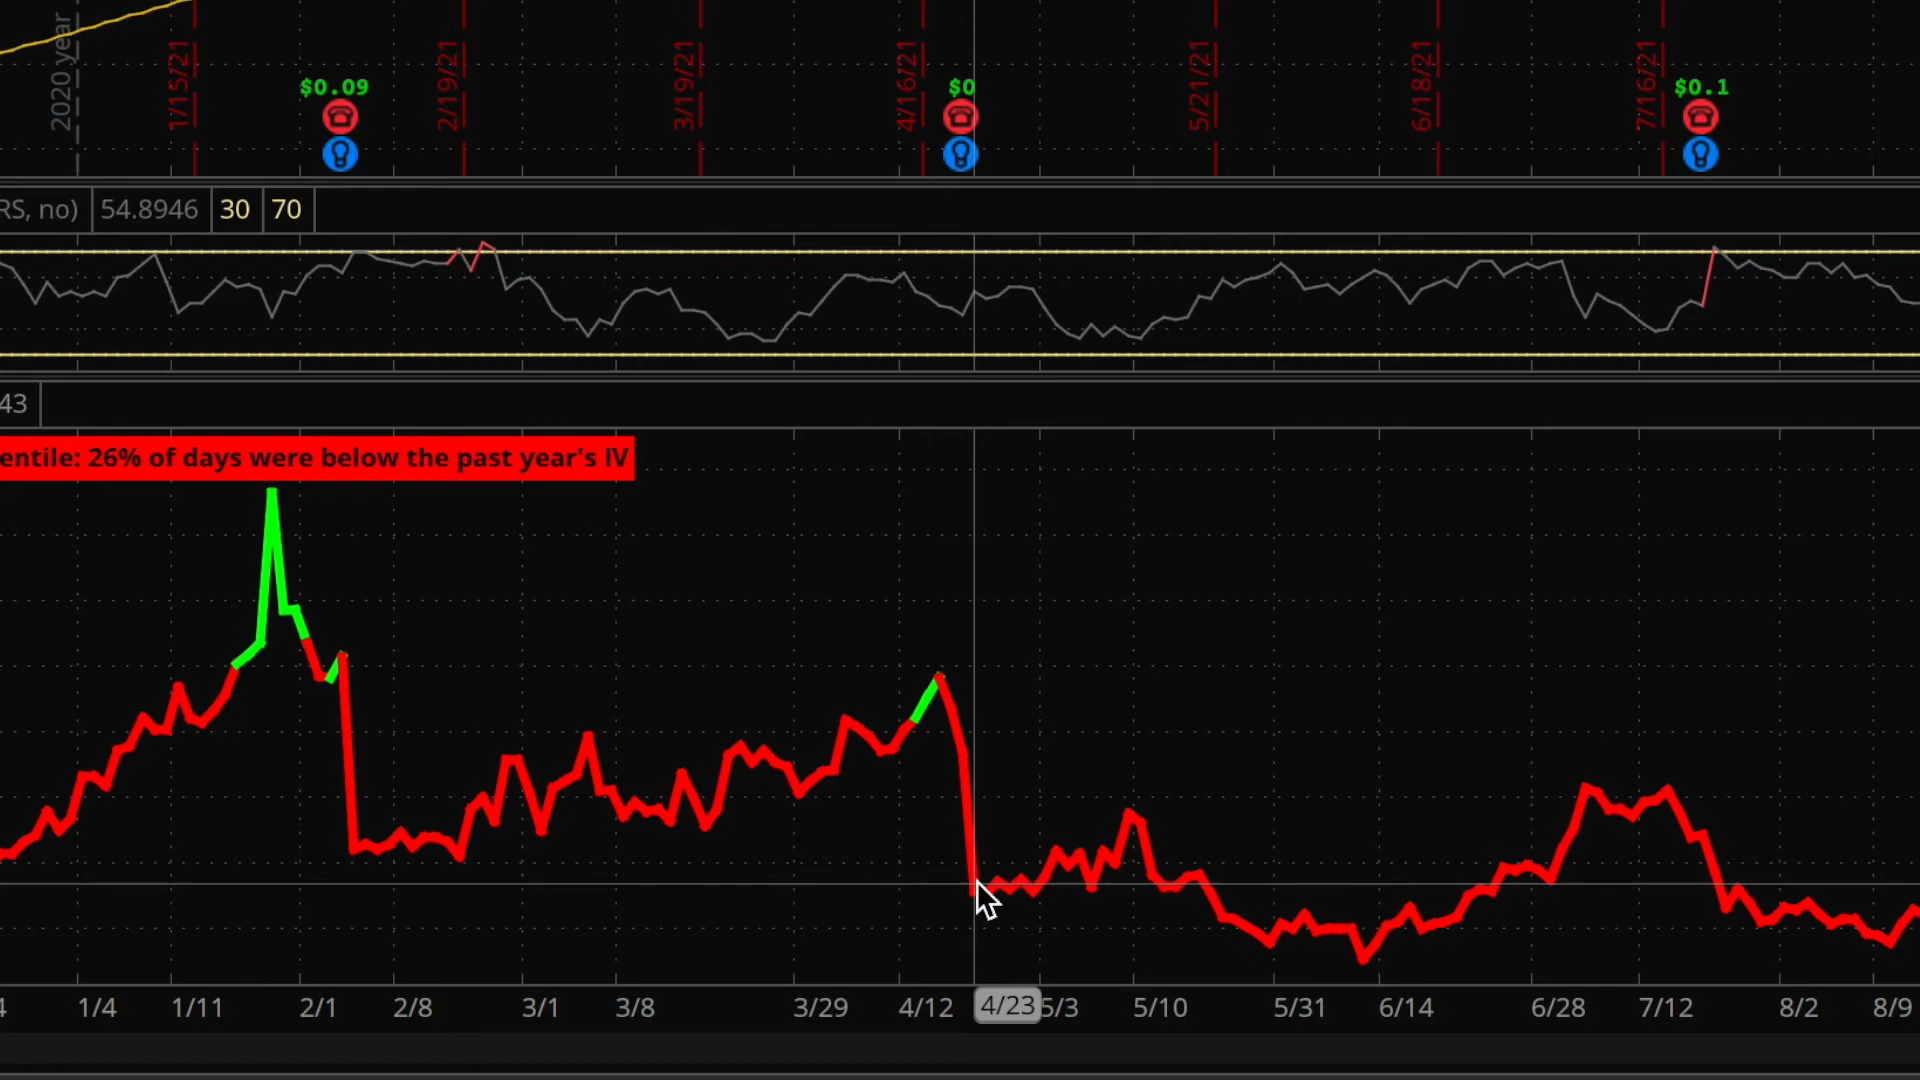 2020 year
1/15/21
$0.09
2/19/21
3/19/21
4/16/21
$0
5/21/21
6/18/21
7/16/21
$0.1
RS, no) 54.8946 30 70
43
entile: 26% of days were below the past year's IV
4 1/4 1/11 2/1 2/8 3/1 3/8 3/29 4/12 4/23 5/3 5/10 5/31 6/14 6/28 7/12 8/2 8/9